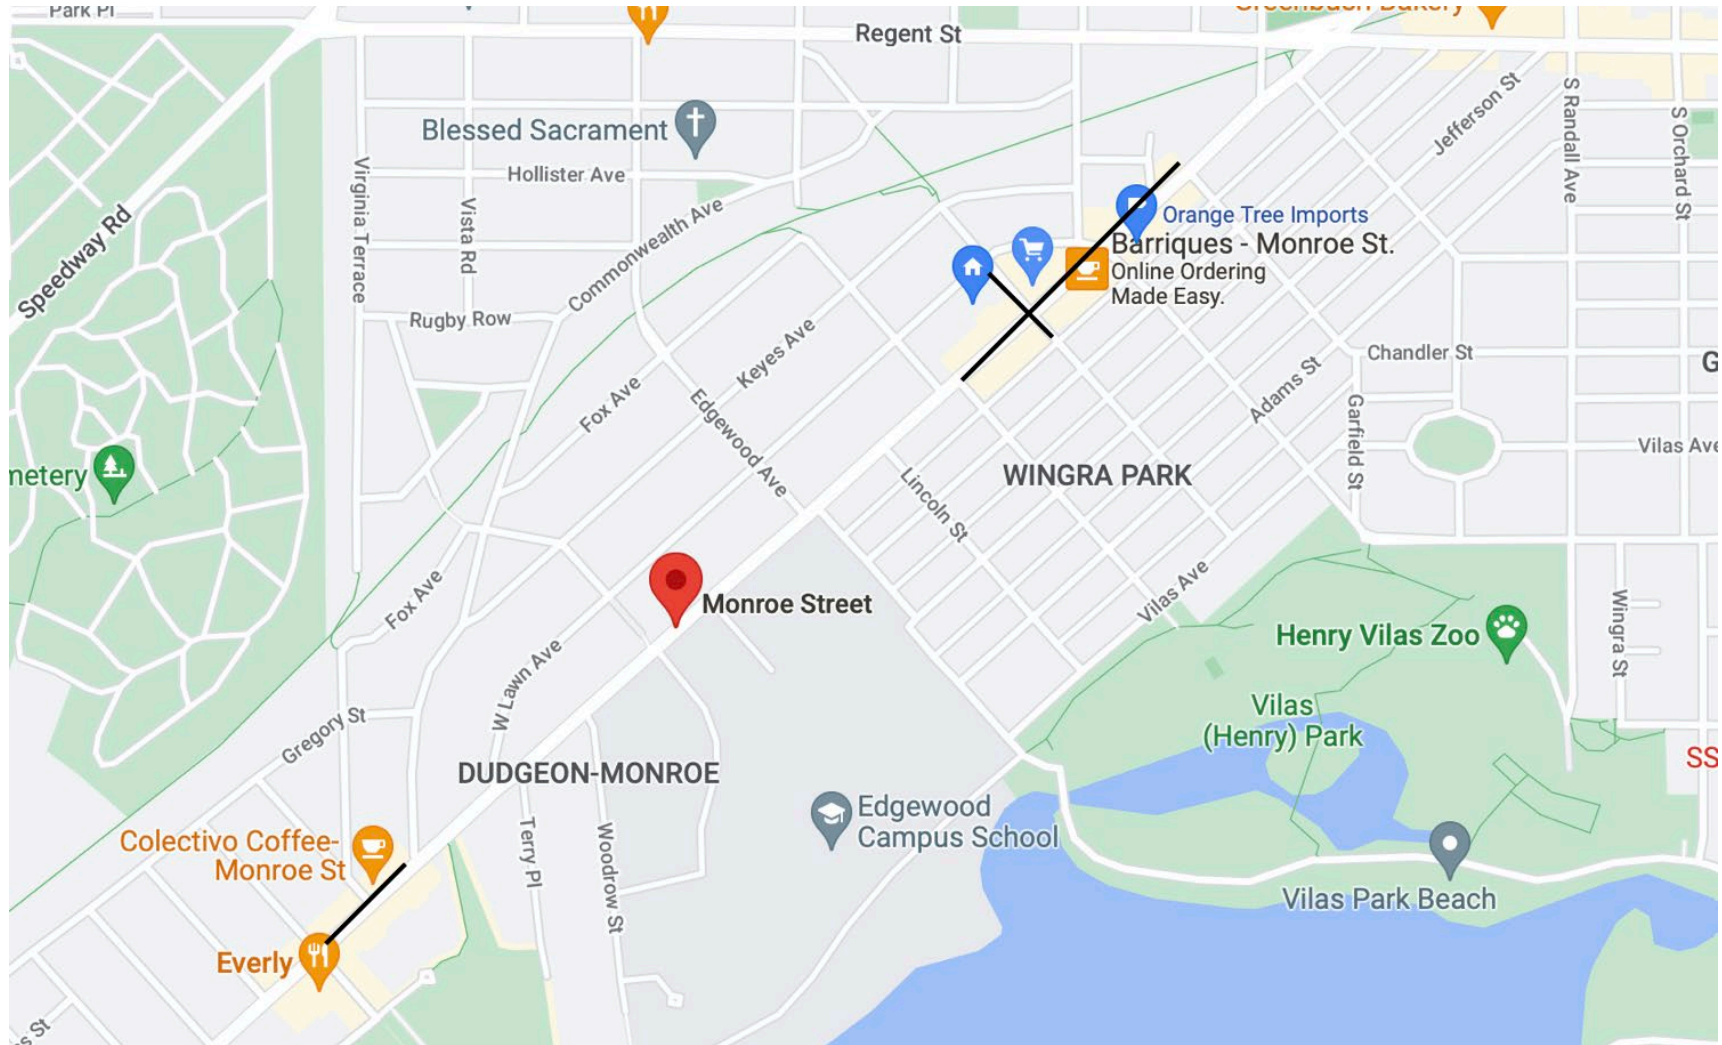 Park Pl
Greenbush Bakery
Regent St
Jefferson St
S Randall Ave
S Orchard St
Blessed Sacrament
Hollister Ave
Virginia Terrace
Vista Rd
Commonwealth Ave
Speedway Rd
Orange Tree Imports
Barriques - Monroe St.
Online Ordering
Made Easy.
Rugby Row
Keyes Ave
Fox Ave
Edgewood Ave
Chandler St
G
Adams St
Garfield St
Vilas Ave
metery
WINGRA PARK
Lincoln St
Fox Ave
Monroe Street
Vilas Ave
Henry Vilas Zoo
Wingra St
W Lawn Ave
Gregory St
Vilas
(Henry) Park
SS
DUDGEON-MONROE
Edgewood
Campus School
Colectivo Coffee-
Monroe St
Terry Pl
Woodrow St
Vilas Park Beach
Everly
s St